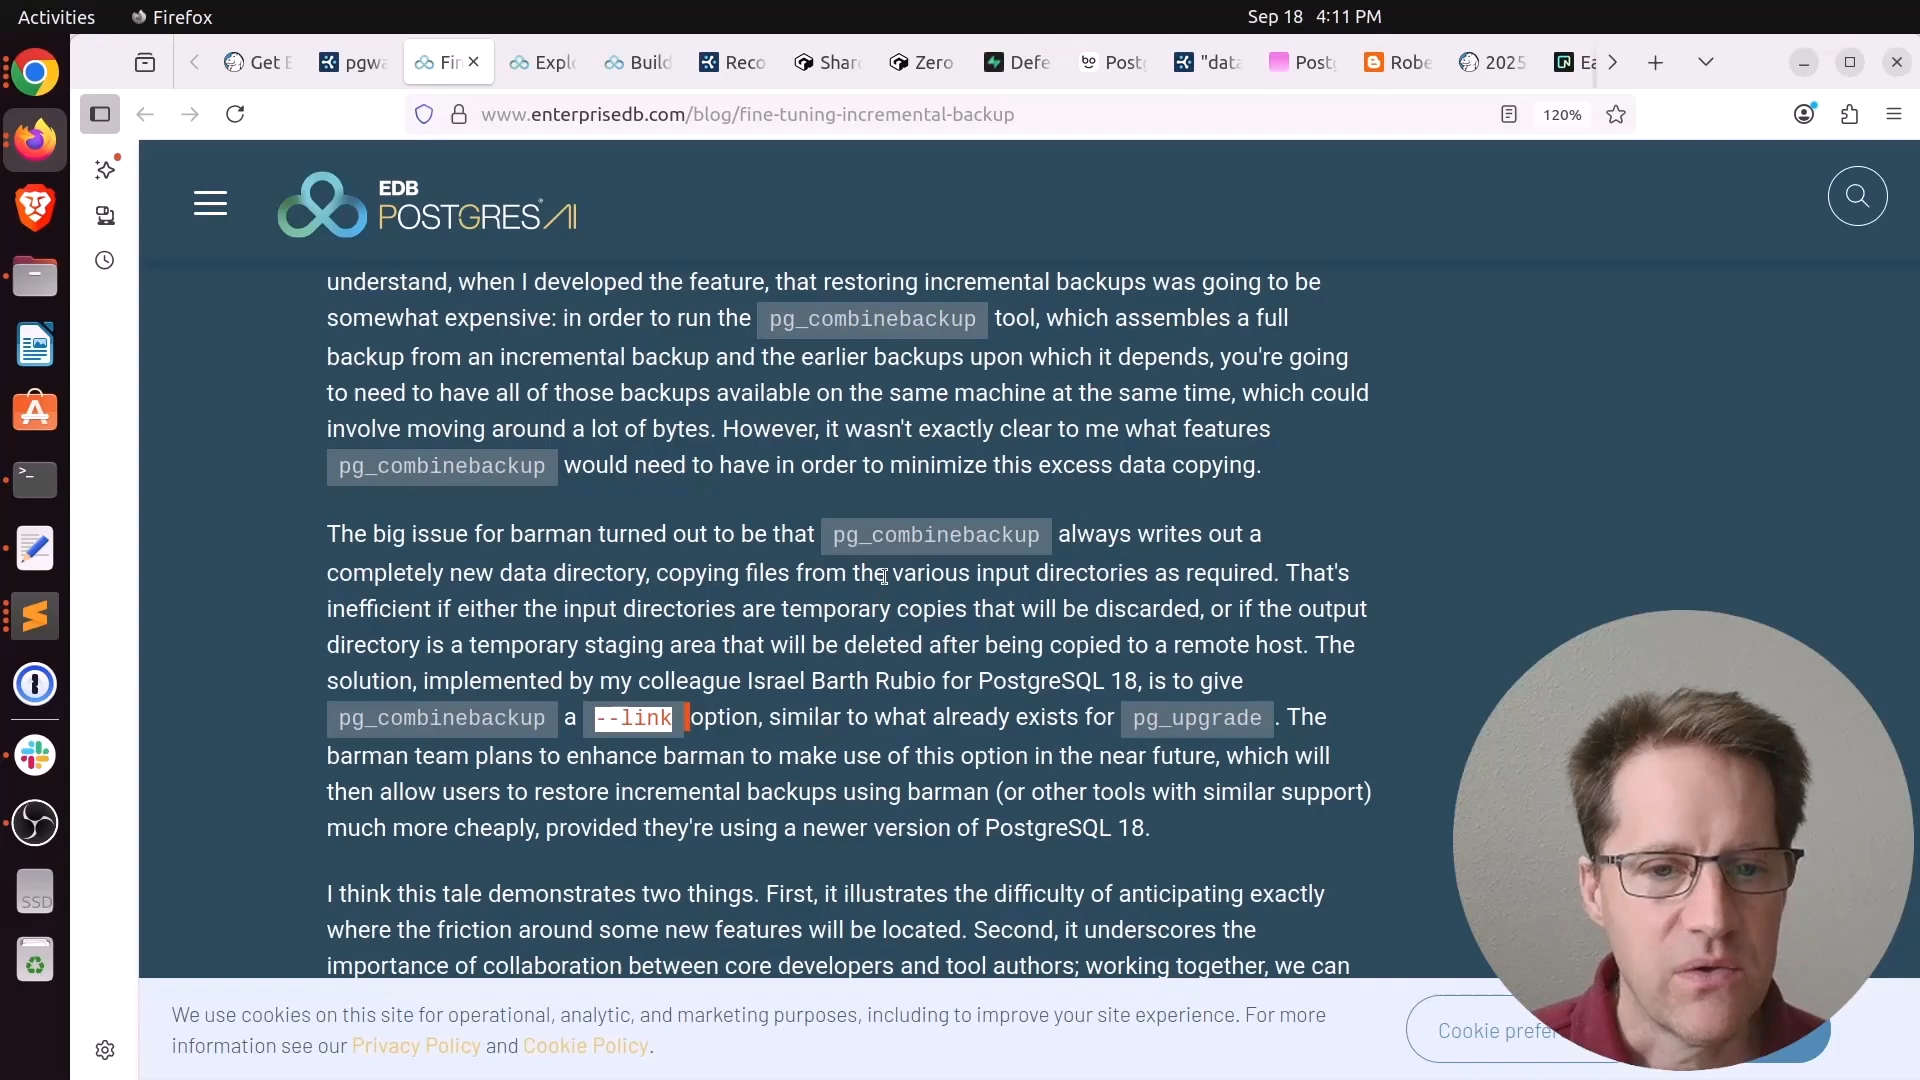 Activities
Firefox
Sep 18 4:11 PM
Get
pgwa
Fin
Expl
Build
Reco
Shar
Zero
Defe
bo
Postg
"data
Postg
Robe
2025
Ea
www.enterprisedb.com/blog/fine-tuning-incremental-backup
120%
EDB
POSTGRES AI
understand, when I developed the feature, that restoring incremental backups was going to be
somewhat expensive: in order to run the pg_combinebackup tool, which assembles a full
backup from an incremental backup and the earlier backups upon which it depends, you're going
to need to have all of those backups available on the same machine at the same time, which could
involve moving around a lot of bytes. However, it wasn't exactly clear to me what features
pg_combinebackup would need to have in order to minimize this excess data copying.
The big issue for barman turned out to be that pg_combinebackup always writes out a
completely new data directory, copying files from the various input directories as required. That's
inefficient if either the input directories are temporary copies that will be discarded, or if the output
directory is a temporary staging area that will be deleted after being copied to a remote host. The
solution, implemented by my colleague Israel Barth Rubio for PostgreSQL 18, is to give
pg_combinebackup a --link option, similar to what already exists for pg_upgrade . The
barman team plans to enhance barman to make use of this option in the near future, which will
then allow users to restore incremental backups using barman (or other tools with similar support)
much more cheaply, provided they're using a newer version of PostgreSQL 18.
I think this tale demonstrates two things. First, it illustrates the difficulty of anticipating exactly
where the friction around some new features will be located. Second, it underscores the
importance of collaboration between core developers and tool authors; working together, we can
We use cookies on this site for operational, analytic, and marketing purposes, including to improve your site experience. For more
information see our Privacy Policy and Cookie Policy.
Cookie prefer
SSD